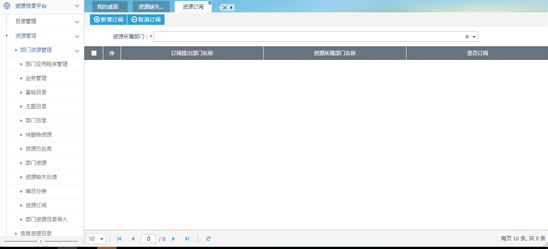 资源目录平台
我的桌面
资源缺失...
资源订阅
目录管理
新增订阅
取消订阅
资源管理
资源所属部门：*
部门资源管理
序
订阅提出部门名称
资源所属部门名称
是否订阅
部门应用程序管理
业务管理
基础目录
主题目录
部门目录
待删除资源
资源历史库
部门资源
资源缺失反馈
编目分类
资源订阅
部门资源目录导入
信息资源目录
10
0 / 0
每页 10 条, 共 0 条